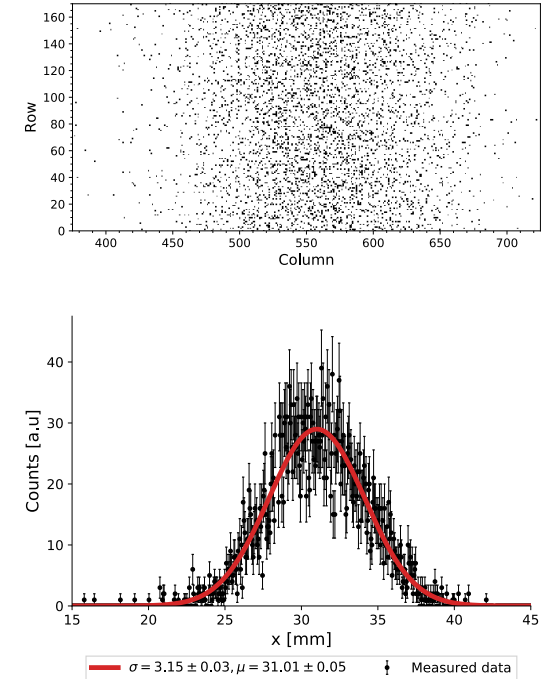 160
140
120
100
80
60
40
20
0
Row
400 450 500 550 600 650 700
Column
40
30
20
10
0
Counts [a.u]
15 20 25 30 35 40 45
x [mm]
σ = 3.15 ± 0.03, μ = 31.01 ± 0.05 Measured data